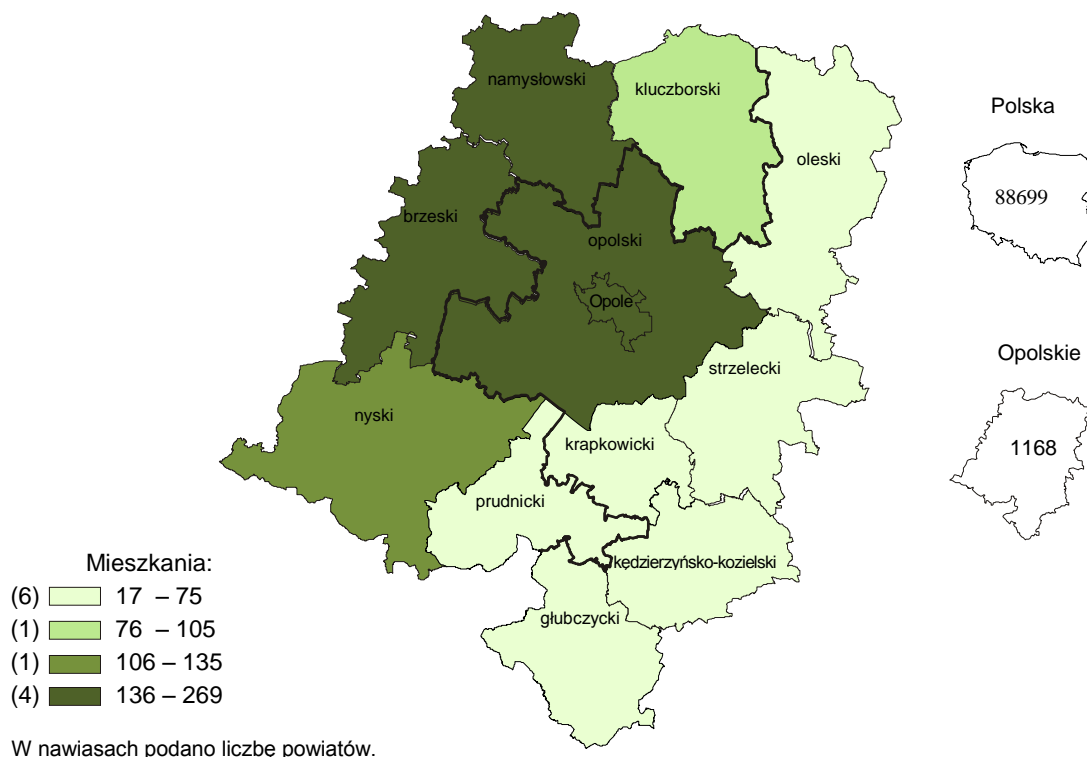 namysłowski
kluczborski
Polska
oleski
88699
brzeski
opolski
Opole
Opolskie
strzelecki
nyski
krapkowicki
1168
prudnicki
Mieszkania:
kędzierzyńsko-kozielski
(6) 17 – 75
głubczycki
(1) 76 – 105
(1) 106 – 135
(4) 136 – 269
W nawiasach podano liczbę powiatów.